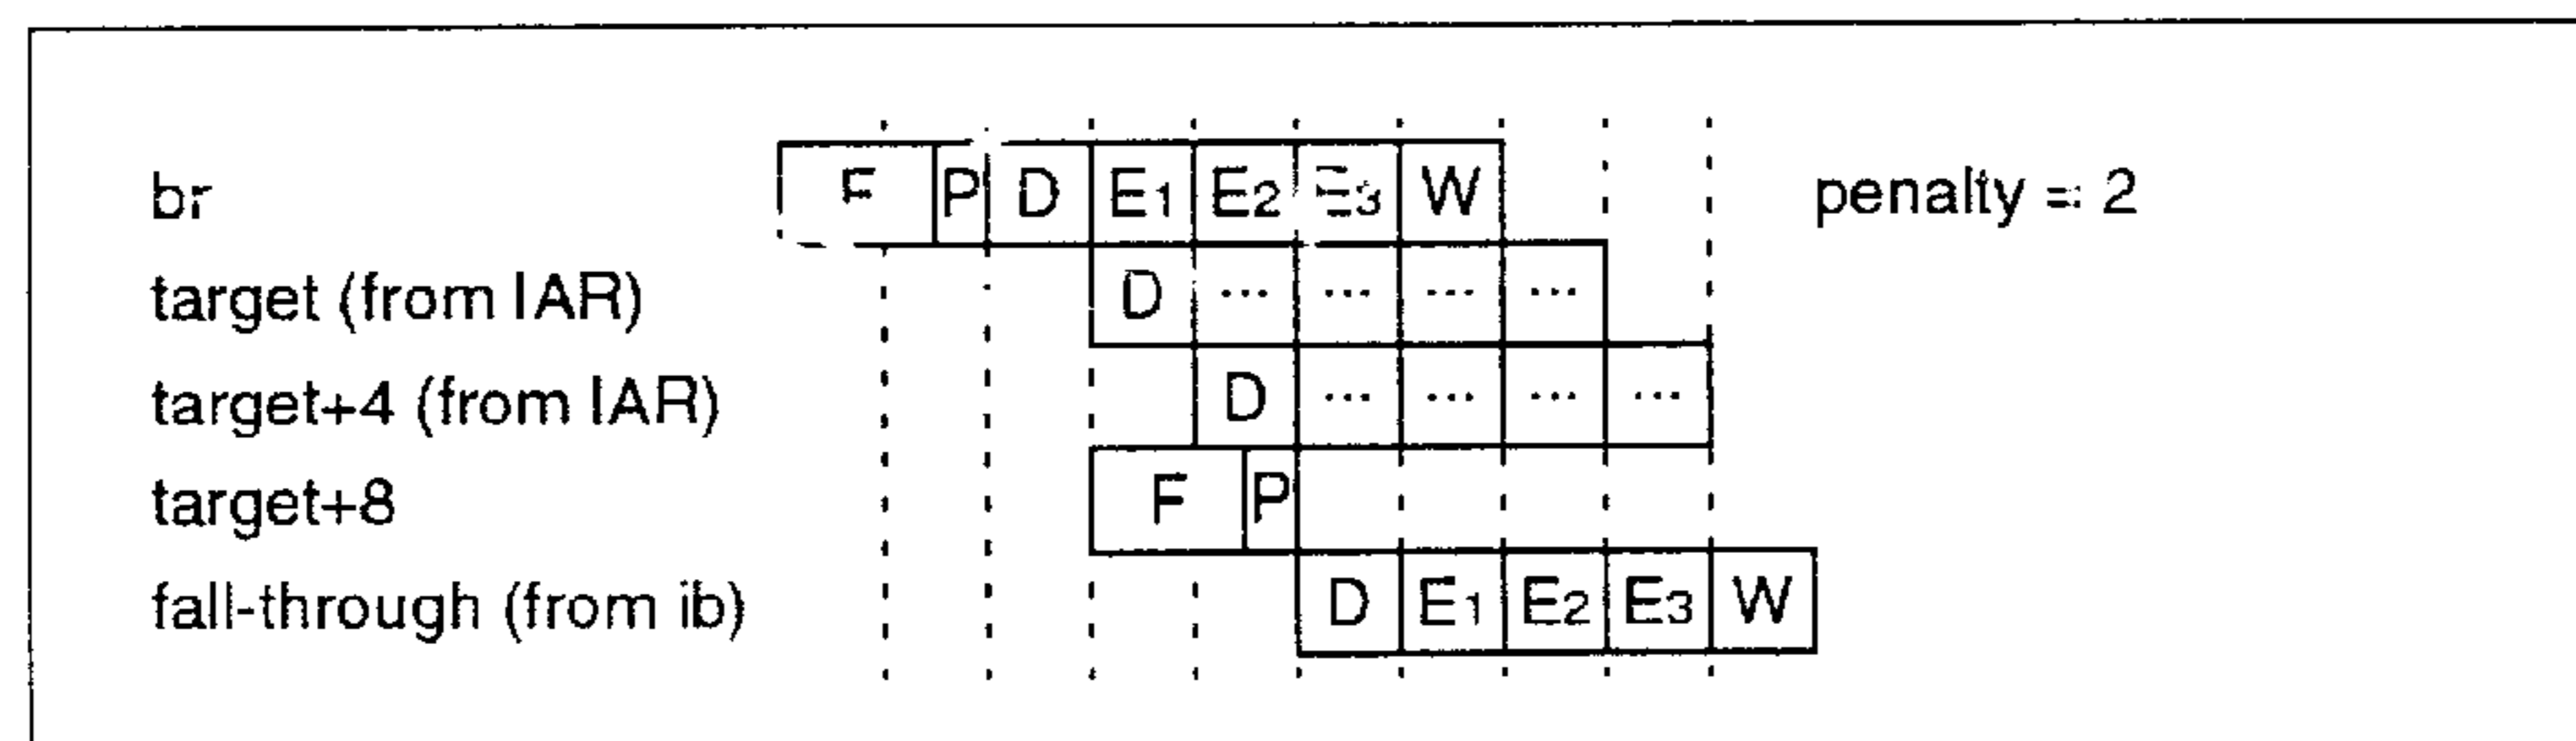 br F P D E1 E2 E3 W penalty = 2
target (from IAR) D ... ... ... ...
target+4 (from IAR) D ... ... ... ...
target+8 F P
fall-through (from ib) D E1 E2 E3 W